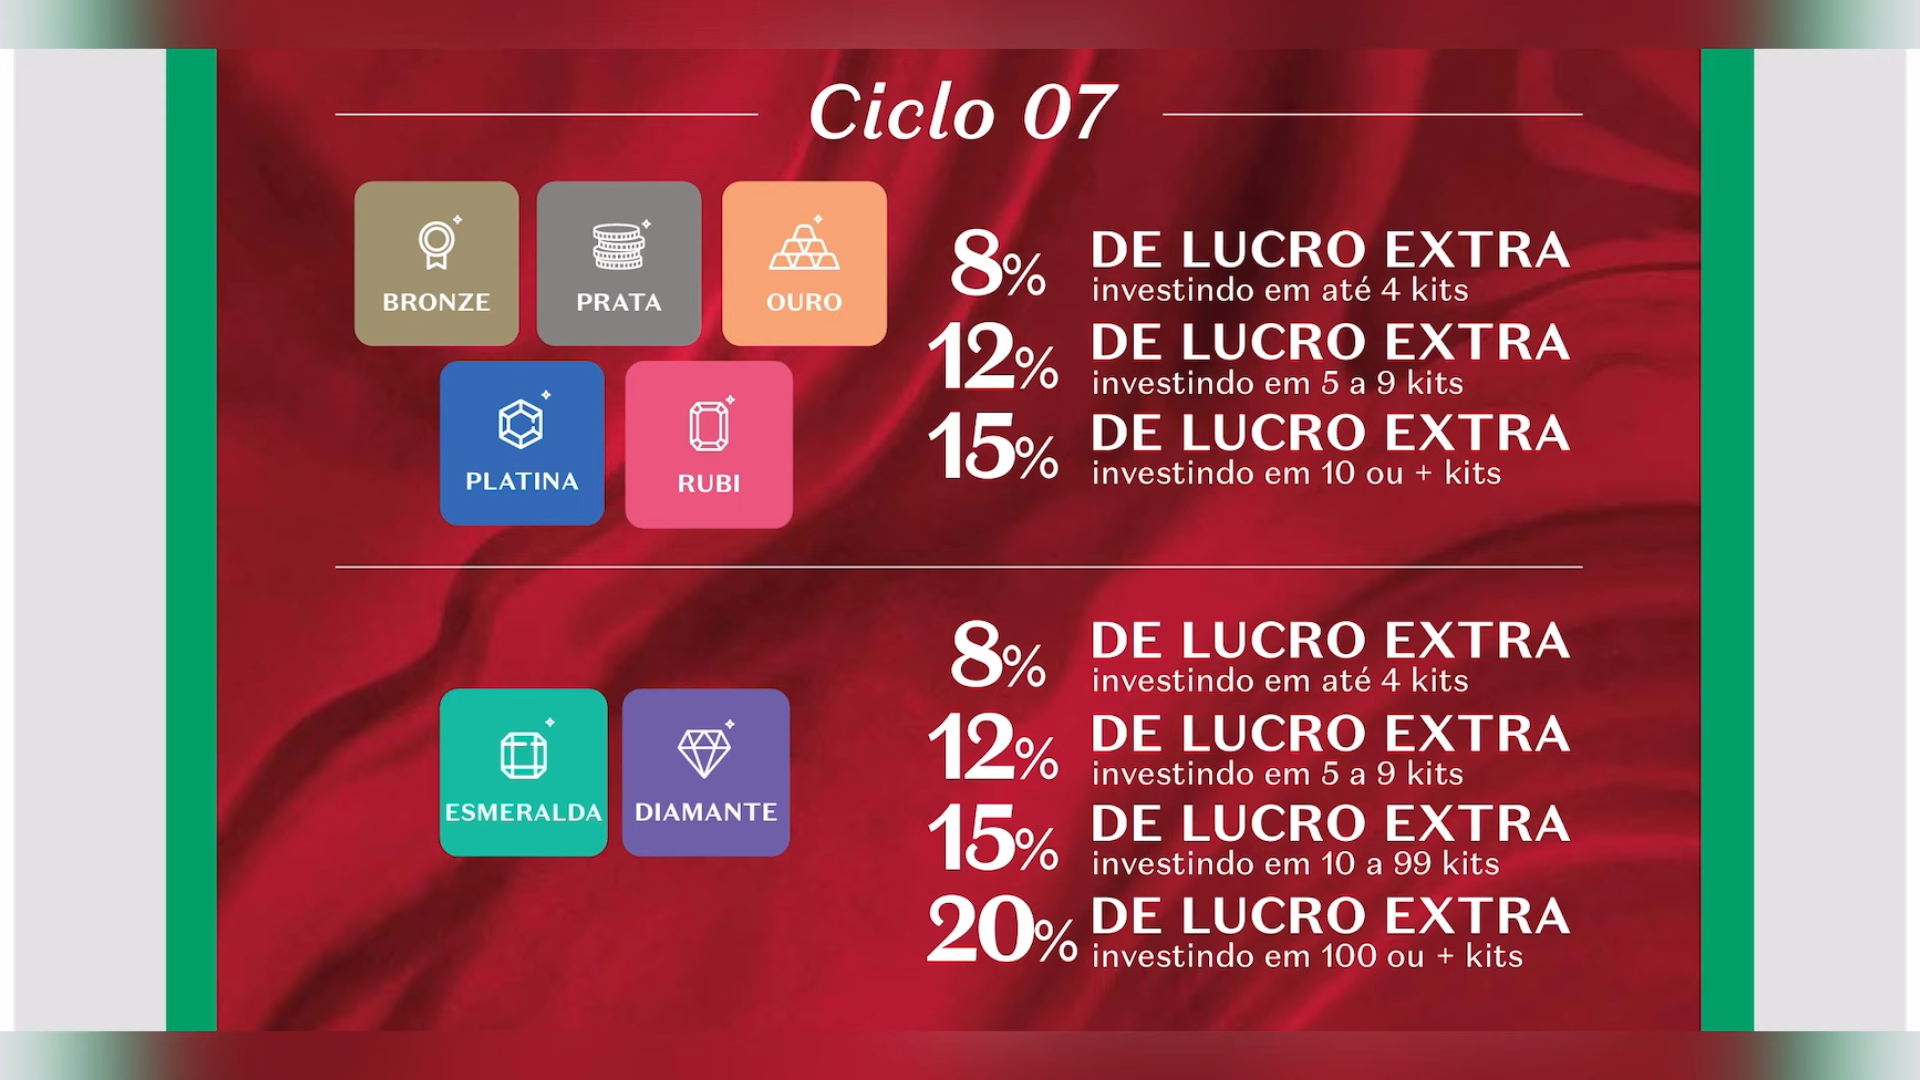 Ciclo 07
BRONZE
PRATA
OURO
PLATINA
RUBI
8% DE LUCRO EXTRA
investindo em até 4 kits
12% DE LUCRO EXTRA
investindo em 5 a 9 kits
15% DE LUCRO EXTRA
investindo em 10 ou + kits
ESMERALDA
DIAMANTE
8% DE LUCRO EXTRA
investindo em até 4 kits
12% DE LUCRO EXTRA
investindo em 5 a 9 kits
15% DE LUCRO EXTRA
investindo em 10 a 99 kits
20% DE LUCRO EXTRA
investindo em 100 ou + kits